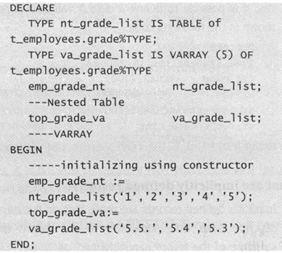 DECLARE
TYPE nt_grade_list IS TABLE of
t_employees.grade%TYPE;
TYPE va_grade_list IS VARRAY (5) OF
t_employees.grade%TYPE
emp_grade_nt nt_grade_list;
---Nested Table
top_grade_va va_grade_list;
----VARRAY
BEGIN
-----initializing using constructor
emp_grade_nt :=
nt_grade_list(‘1’,’2’,’3’,’4’,’5’);
top_grade_va:=
va_grade_list(‘5.5.’,’5.4’,’5.3’);
END;